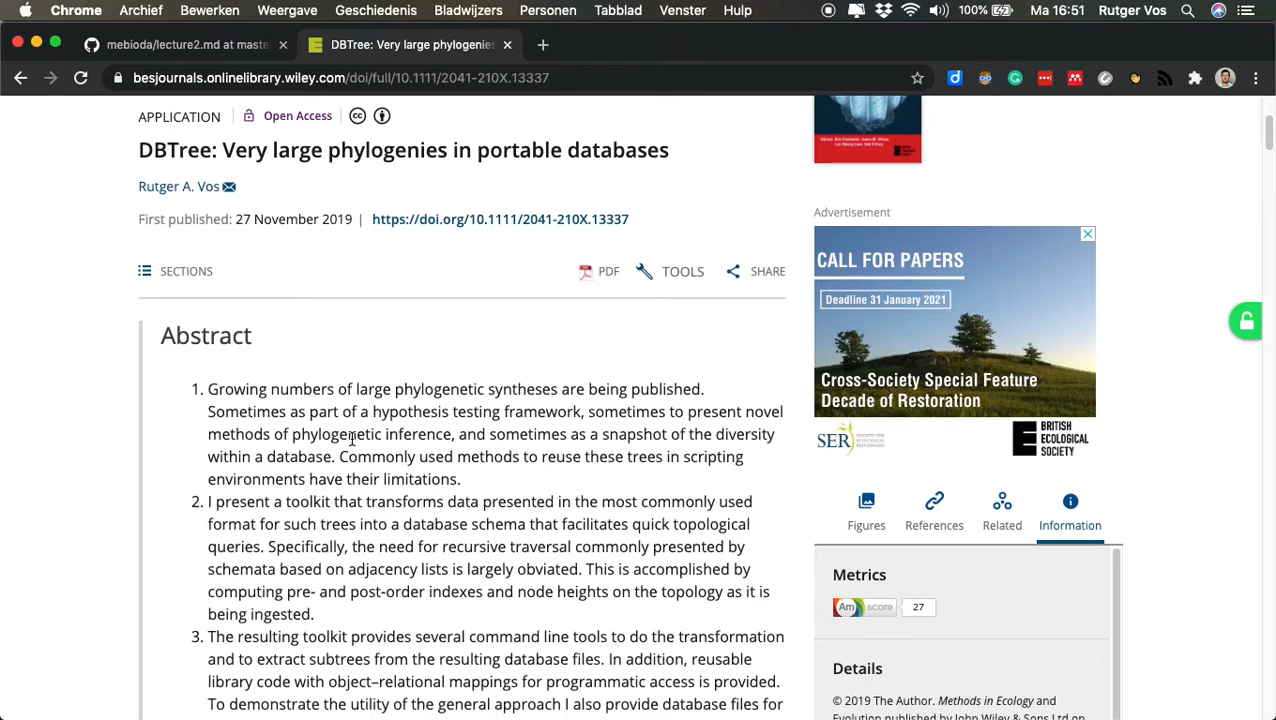 Chrome Archief Bewerk Weergave Geschiedenis Bladwijzers Personen Tabblad Venster 100% Ma 14:51 Rutger Vos
mebioda/lecture2.md at maste
DBTree: Very large phylogenies
besjournals.onlinelibrary.wiley.com/doi/full/10.1111/2041-210X.13337
APPLICATION
Open Access
DBTree: Very large phylogenies in portable databases
Rutger A. Vos
First published: 27 November 2019 | https://doi.org/10.1111/2041-210X.13337
SECTIONS
PDF
TOOLS
SHARE
Abstract
1. Growing numbers of large phylogenetic syntheses are being published.
Sometimes as part of a hypothesis testing framework, sometimes to present novel
methods of phylogenetic inference, and sometimes as a snapshot of the diversity
within a database. Commonly used methods to reuse these trees in scripting
environments have their limitations.
2. I present a toolkit that transforms data presented in the most commonly used
format for such trees into a database schema that facilitates quick topological
queries. Specifically, the need for recursive traversal commonly presented by
schemata based on adjacency lists is largely obviated. This is accomplished by
computing pre- and post-order indexes and node heights on the topology as it is
being ingested.
3. The resulting toolkit provides several command line tools to do the transformation
and to extract subtrees from the resulting database files. In addition, reusable
library code with object–relational mappings for programmatic access is provided.
To demonstrate the utility of the general approach I also provide database files for
Advertisement
CALL FOR PAPERS
Deadline 31 January 2021
Cross-Society Special Feature
Decade of Restoration
SER
SOCIETY FOR
ECOLOGICAL
RESTORATION
BRITISH
ECOLOGICAL
SOCIETY
Figures
References
Related
Information
Metrics
Am score 27
Details
© 2019 The Author. Methods in Ecology and
Evolution published by John Wiley & Sons Ltd on